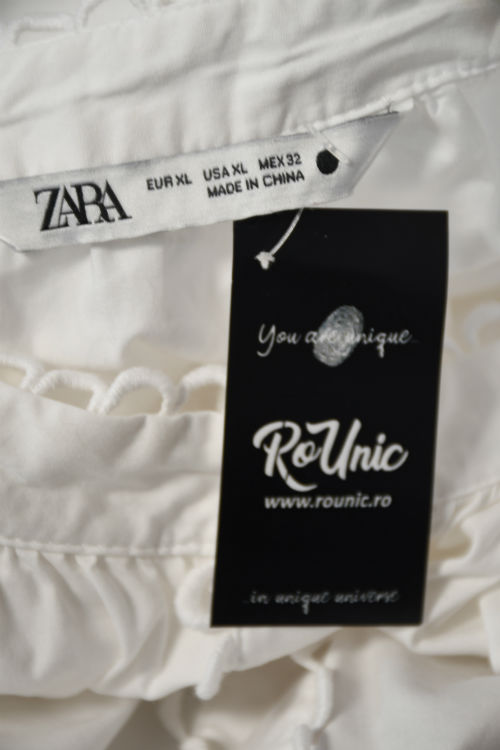 ZARA
EUR XL USA XL MEX 32
MADE IN CHINA
You are unique
RoUnic
www.rounic.ro
..in unique universe